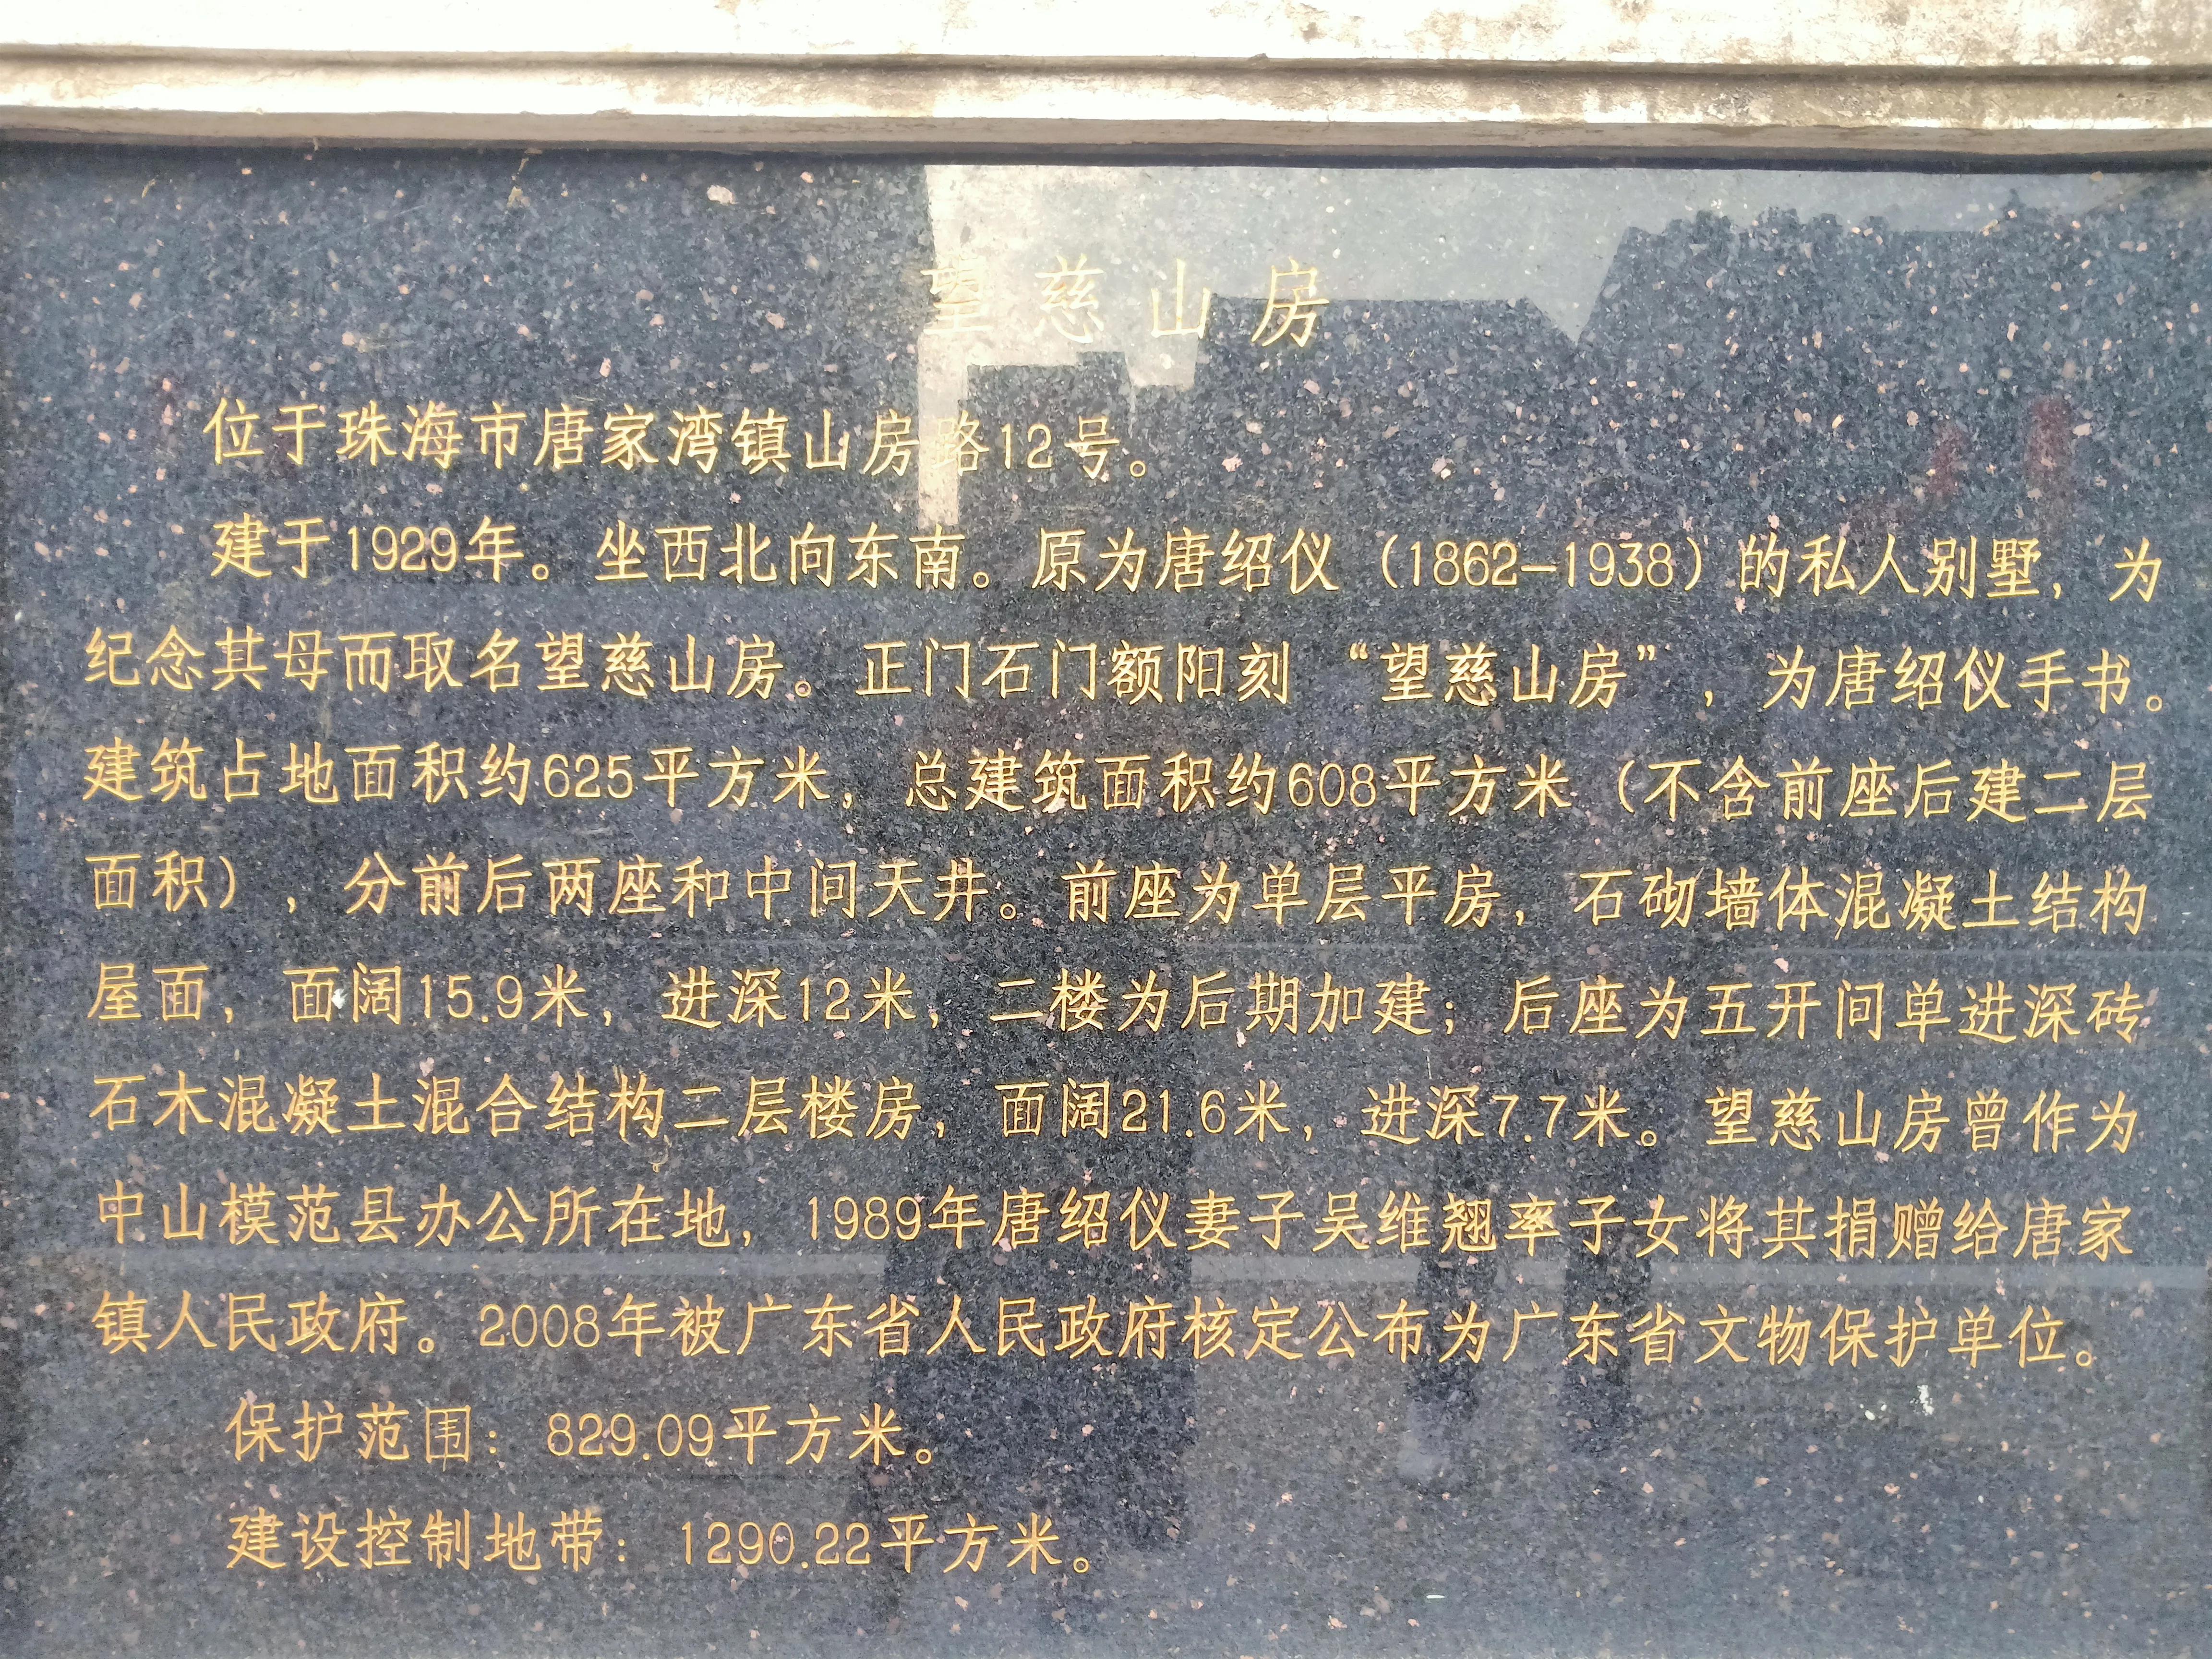 望慈山房
位于珠海市唐家湾镇山房路12号。
建于1929年。坐西北向东南。原为唐绍仪（1862—1938）的私人别墅，为
纪念其母而取名望慈山房。正门石门额阳刻“望慈山房”，为唐绍仪手书。
建筑占地面积约625平方米，总建筑面积约608平方米（不含前座后建二层
面积），分前后两座和中间天井。前座为单层平房，石砌墙体混凝土结构
屋面，面阔15.9米，进深12米，二楼为后期加建；后座为五开间单进深砖
石木混凝土混合结构二层楼房，面阔21.6米，进深7.7米。望慈山房曾作为
中山模范县办公所在地，1989年唐绍仪妻子吴维翘率子女将其捐赠给唐家
镇人民政府。2008年被广东省人民政府核定公布为广东省文物保护单位。
保护范围：829.09平方米。
建设控制地带：1290.22平方米。